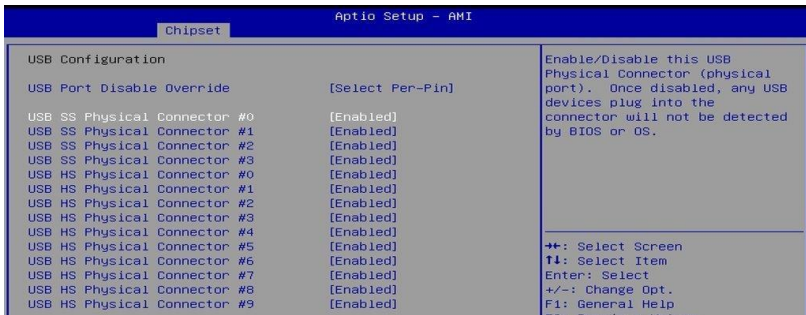 Aptio Setup – AMI
Chipset
USB Configuration
USB Port Disable Override [Select Per-Pin]
USB SS Physical Connector #0 [Enabled]
USB SS Physical Connector #1 [Enabled]
USB SS Physical Connector #2 [Enabled]
USB SS Physical Connector #3 [Enabled]
USB HS Physical Connector #0 [Enabled]
USB HS Physical Connector #1 [Enabled]
USB HS Physical Connector #2 [Enabled]
USB HS Physical Connector #3 [Enabled]
USB HS Physical Connector #4 [Enabled]
USB HS Physical Connector #5 [Enabled]
USB HS Physical Connector #6 [Enabled]
USB HS Physical Connector #7 [Enabled]
USB HS Physical Connector #8 [Enabled]
USB HS Physical Connector #9 [Enabled]
Enable/Disable this USB
Physical Connector (physical
port). Once disabled, any USB
devices plug into the
connector will not be detected
by BIOS or OS.
→←: Select Screen
↑↓: Select Item
Enter: Select
+/-: Change Opt.
F1: General Help